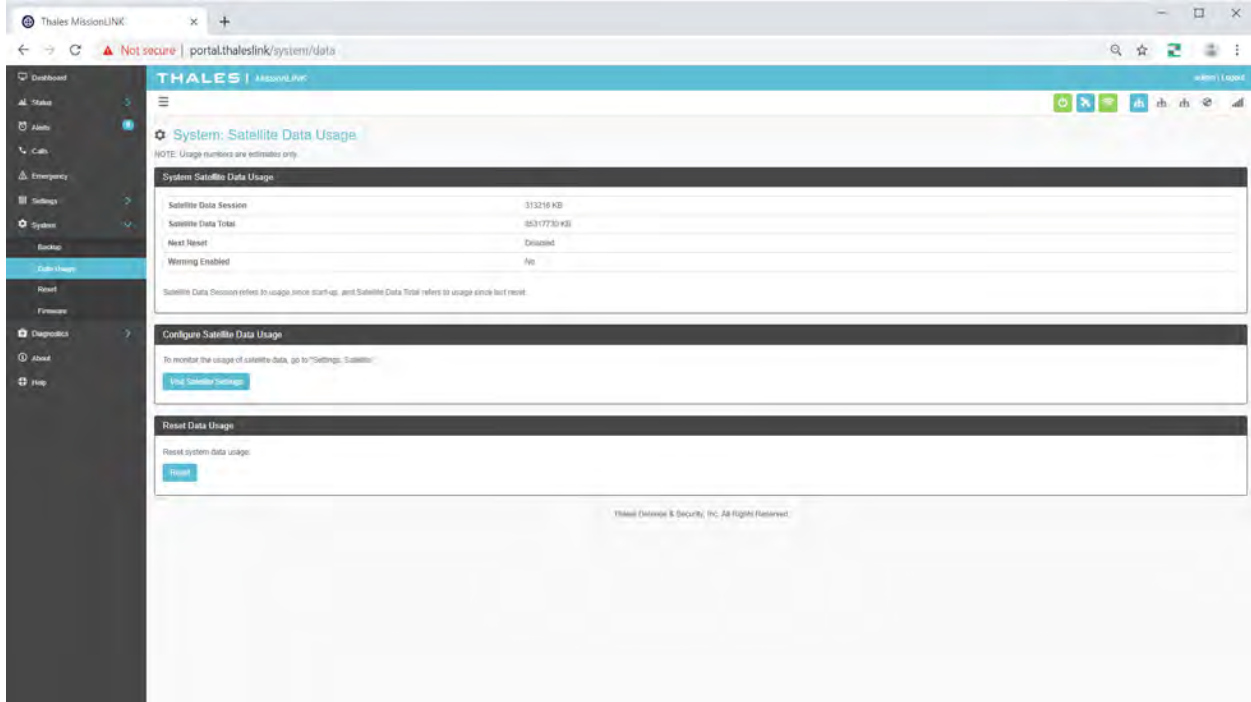 Thales MissionLINK
Not secure | portal.thaleslink/system/data
THALES | MISSIONLINK
admin | Logout
Dashboard
Status
Alerts
Calls
Emergency
Settings
System
Backup
Data Usage
Reset
Firmware
Diagnostics
About
Help
System: Satellite Data Usage
NOTE: Usage numbers are estimates only.
System Satellite Data Usage
Satellite Data Session 313216 KB
Satellite Data Total KB
Next Reset Disabled
Warning Enabled No
Satellite Data Session refers to usage since start-up, and Satellite Data Total refers to usage since last reset.
Configure Satellite Data Usage
To monitor the usage of satellite data, go to "Settings: Satellite"
Visit Satellite Settings
Reset Data Usage
Reset system data usage.
Reset
Thales Defense & Security, Inc. All Rights Reserved.